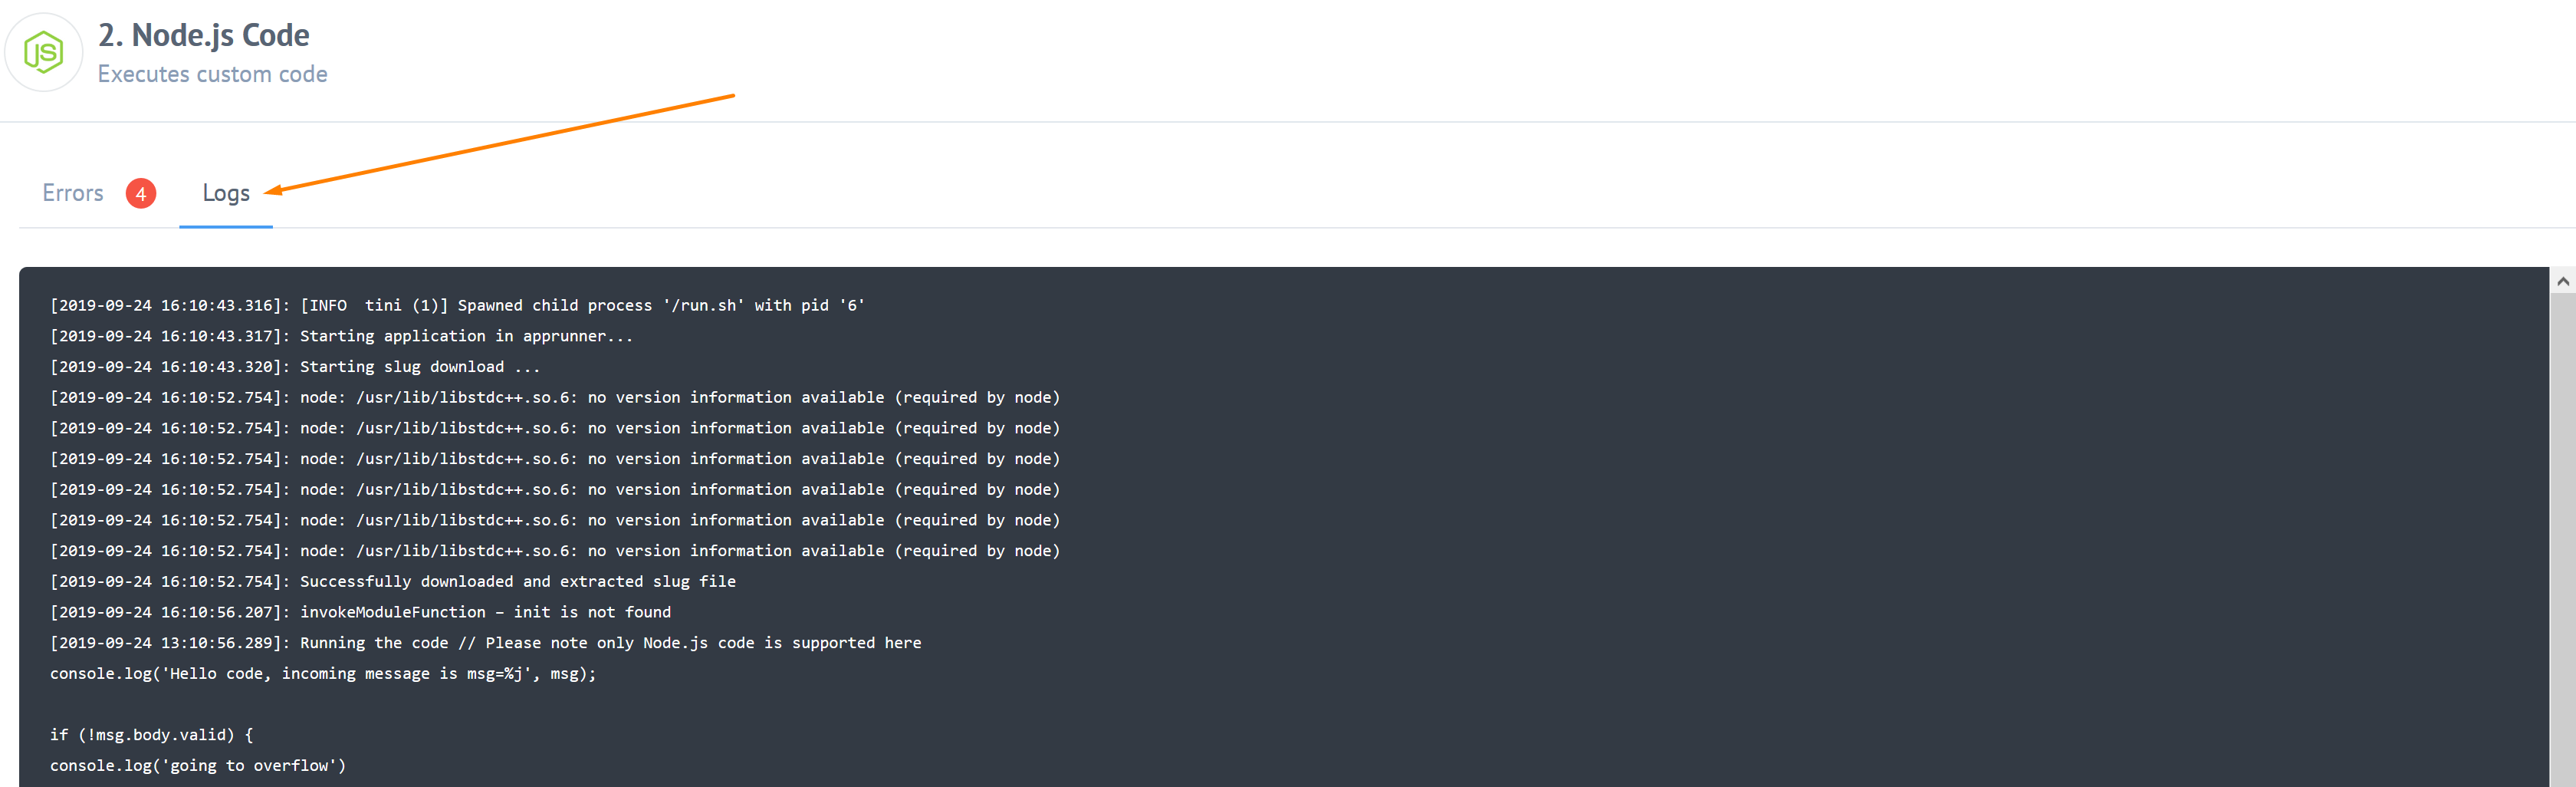 JS
2. Node.js Code
Executes custom code
Errors 4 Logs
[2019-09-24 16:10:43.316]: [INFO  tini (1)] Spawned child process '/run.sh' with pid '6'
[2019-09-24 16:10:43.317]: Starting application in apprunner...
[2019-09-24 16:10:43.320]: Starting slug download ...
[2019-09-24 16:10:52.754]: node: /usr/lib/libstdc++.so.6: no version information available (required by node)
[2019-09-24 16:10:52.754]: node: /usr/lib/libstdc++.so.6: no version information available (required by node)
[2019-09-24 16:10:52.754]: node: /usr/lib/libstdc++.so.6: no version information available (required by node)
[2019-09-24 16:10:52.754]: node: /usr/lib/libstdc++.so.6: no version information available (required by node)
[2019-09-24 16:10:52.754]: node: /usr/lib/libstdc++.so.6: no version information available (required by node)
[2019-09-24 16:10:52.754]: node: /usr/lib/libstdc++.so.6: no version information available (required by node)
[2019-09-24 16:10:52.754]: Successfully downloaded and extracted slug file
[2019-09-24 16:10:56.207]: invokeModuleFunction – init is not found
[2019-09-24 13:10:56.289]: Running the code // Please note only Node.js code is supported here
console.log('Hello code, incoming message is msg=%j', msg);
if (!msg.body.valid) {
console.log('going to overflow')